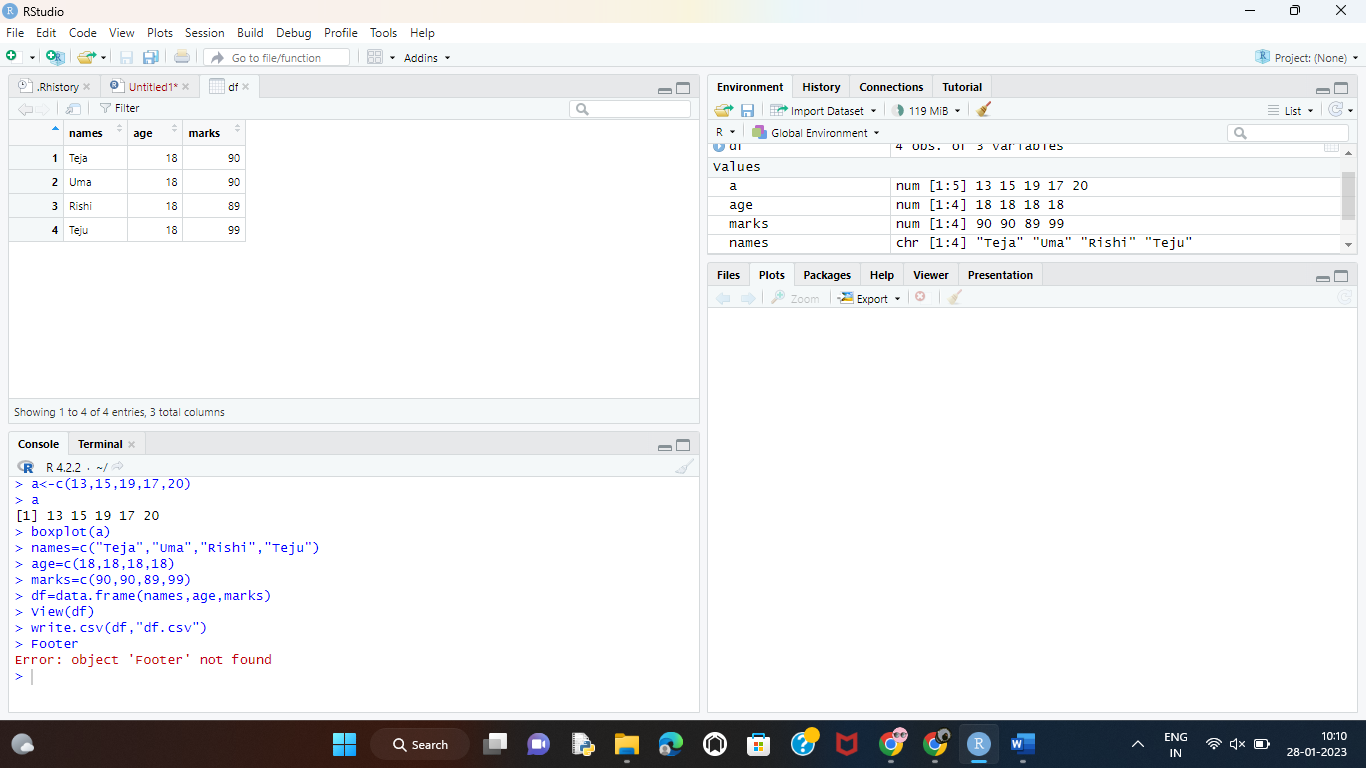 RStudio
File Edit Code View Plots Session Build Debug Profile Tools Help
Go to file/function Addins Project: (None)
.Rhistory Untitled1* df
Filter
names age marks
1 Teja 18 90
2 Uma 18 90
3 Rishi 18 89
4 Teju 18 99
Showing 1 to 4 of 4 entries, 3 total columns
Console Terminal
R 4.2.2 . ~/
> a<-c(13,15,19,17,20)
> a
[1] 13 15 19 17 20
> boxplot(a)
> names=c("Teja","Uma","Rishi","Teju")
> age=c(18,18,18,18)
> marks=c(90,90,89,99)
> df=data.frame(names,age,marks)
> View(df)
> write.csv(df,"df.csv")
> Footer
Error: object 'Footer' not found
>
Environment History Connections Tutorial
Import Dataset 119 MiB List
R Global Environment
df 4 obs. of 3 variables
Values
a num [1:5] 13 15 19 17 20
age num [1:4] 18 18 18 18
marks num [1:4] 90 90 89 99
names chr [1:4] "Teja" "Uma" "Rishi" "Teju"
Files Plots Packages Help Viewer Presentation
Zoom Export
Search
ENG
IN
10:10
28-01-2023